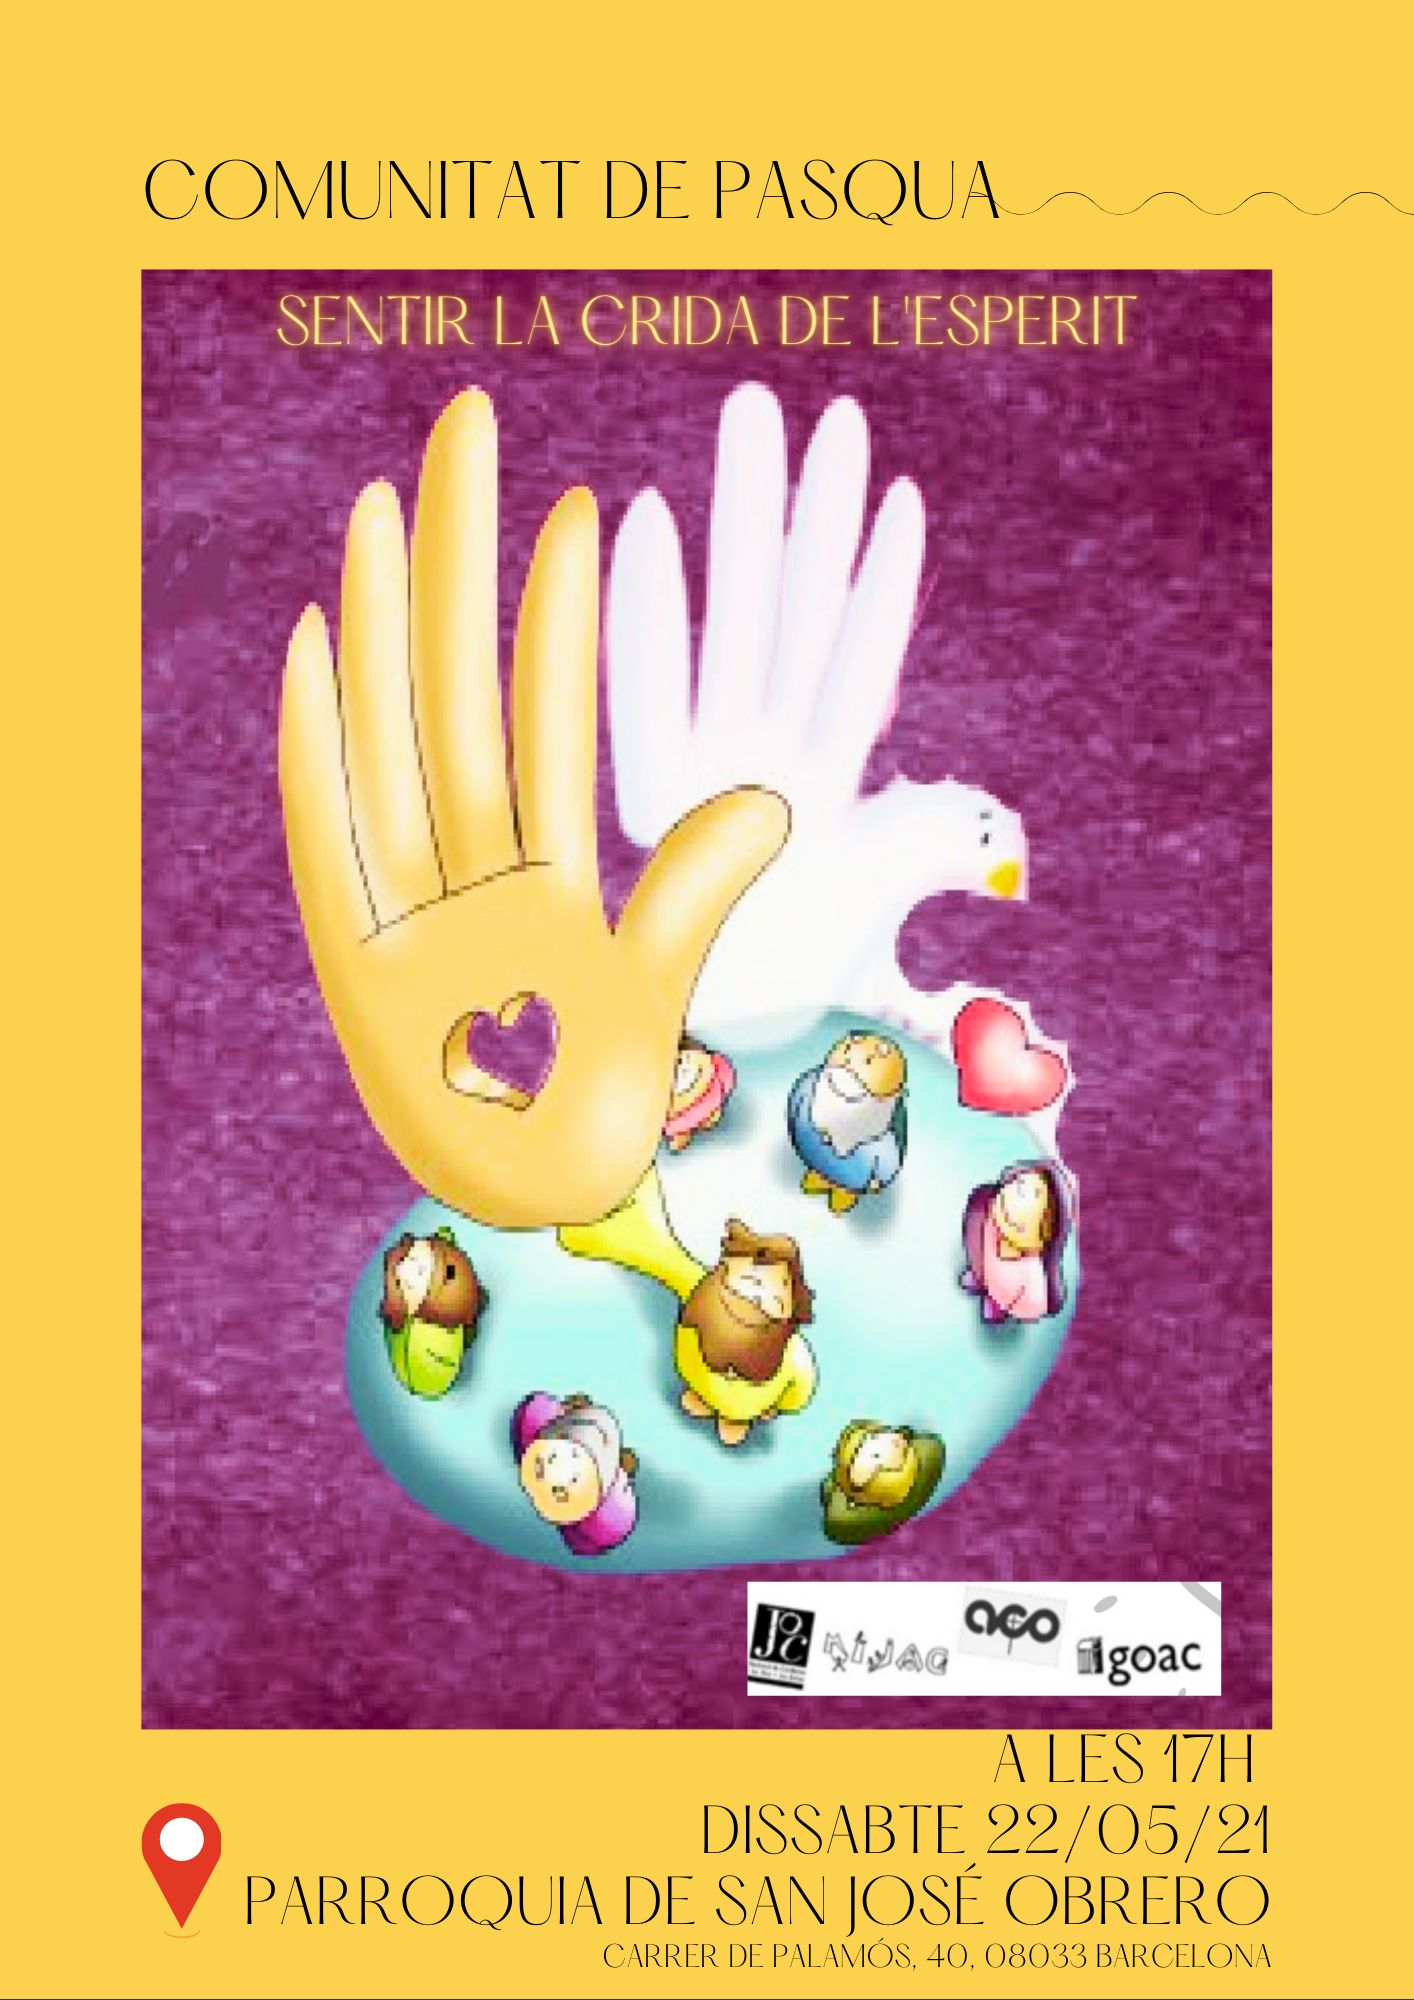 COMUNITAT DE PASQUA
SENTIR LA CRIDA DE L'ESPERIT
JOC
MIJAC
aco
goac
A LES 17H
DISSABTE 22/05/21
PARROQUIA DE SAN JOSÉ OBRERO
CARRER DE PALAMÓS, 40, 08033 BARCELONA